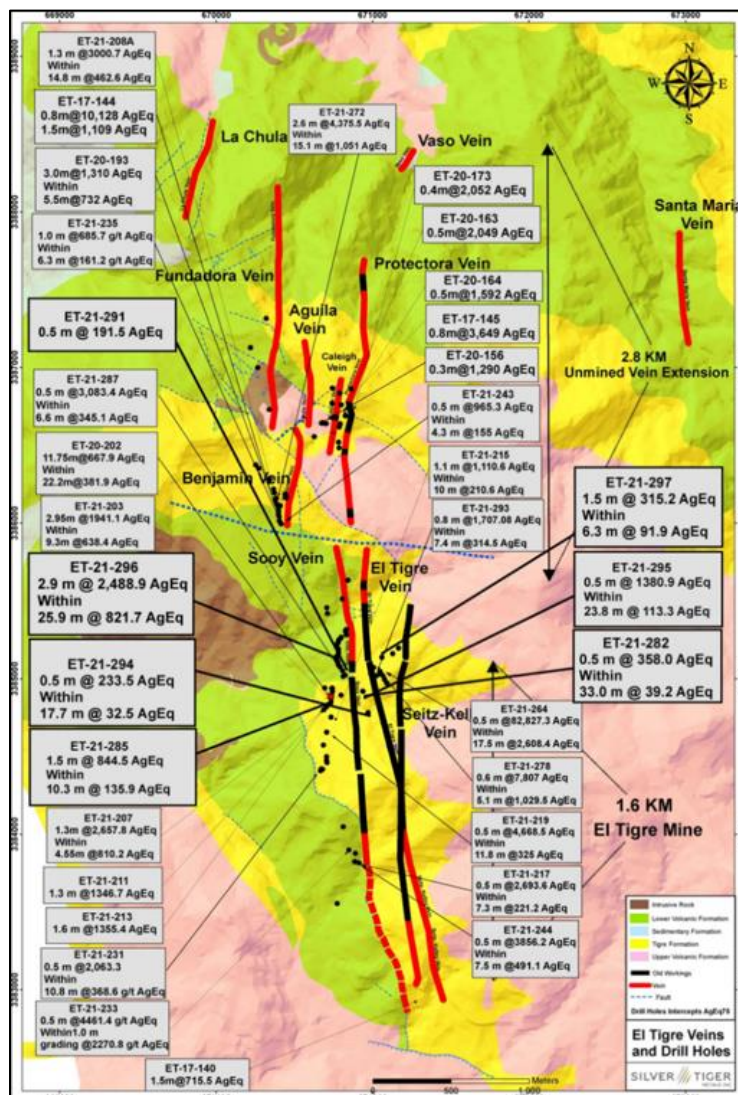 669000 670000 671000 672000 673000
3389000
3388000
3387000
3386000
3385000
3384000
3383000
N
W E
S
ET-21-208A
1.3 m @3000.7 AgEq
Within
14.8 m @462.6 AgEq
ET-17-144
0.8m@10,128 AgEq
1.5m@1,109 AgEq
ET-20-193
3.0m@1,310 AgEq
Within
5.5m@732 AgEq
ET-21-235
1.0 m @685.7 g/t AgEq
Within
6.3 m @161.2 g/t AgEq
ET-21-291
0.5 m @ 191.5 AgEq
ET-21-287
0.5 m @3,083.4 AgEq
Within
6.6 m @345.1 AgEq
ET-20-202
11.75m@667.9 AgEq
Within
22.2m@381.9 AgEq
ET-21-203
2.95m @1941.1 AgEq
Within
9.3m @638.4 AgEq
ET-21-296
2.9 m @ 2,488.9 AgEq
Within
25.9 m @ 821.7 AgEq
ET-21-294
0.5 m @ 233.5 AgEq
Within
17.7 m @ 32.5 AgEq
ET-21-285
1.5 m @ 844.5 AgEq
Within
10.3 m @ 135.9 AgEq
ET-21-207
1.3m @2,657.8 AgEq
Within
4.55m @810.2 AgEq
ET-21-211
1.3 m @1346.7 AgEq
ET-21-213
1.6 m @1355.4 AgEq
ET-21-231
0.5 m @2,063.3
Within
10.8 m @368.6 g/t AgEq
ET-21-233
0.5 m @4461.4 g/t AgEq
Within1.0 m
grading @2270.8 g/t AgEq
ET-17-140
1.5m@715.5 AgEq
ET-21-272
2.6 m @4,375.5 AgEq
Within
15.1 m @1,051 AgEq
La Chula
Vaso Vein
Santa Maria
Vein
Fundadora Vein
Protectora Vein
Aguila
Vein
Caleigh
Vein
Benjamin Vein
Sooy Vein
El Tigre
Vein
Seitz-Kel
Vein
ET-20-173
0.4m@2,052 AgEq
ET-20-163
0.5m@2,049 AgEq
ET-20-164
0.5m@1,592 AgEq
ET-17-145
0.8m@3,649 AgEq
ET-20-156
0.3m@1,290 AgEq
ET-21-243
0.5 m @965.3 AgEq
Within
4.3 m @155 AgEq
ET-21-215
1.1 m @1,110.6 AgEq
Within
10 m @210.6 AgEq
ET-21-293
0.8 m @1,707.08 AgEq
Within
7.4 m @314.5 AgEq
2.8 KM
Unmined Vein Extension
ET-21-297
1.5 m @ 315.2 AgEq
Within
6.3 m @ 91.9 AgEq
ET-21-295
0.5 m @ 1380.9 AgEq
Within
23.8 m @ 113.3 AgEq
ET-21-282
0.5 m @ 358.0 AgEq
Within
33.0 m @ 39.2 AgEq
ET-21-264
0.5 m @82,827.3 AgEq
Within
17.5 m @2,608.4 AgEq
ET-21-278
0.6 m @7,807 AgEq
Within
5.1 m @1,029.5 AgEq
ET-21-219
0.5 m @4,668.5 AgEq
Within
11.8 m @325 AgEq
ET-21-217
0.5 m @2,693.6 AgEq
Within
7.3 m @221.2 AgEq
ET-21-244
0.5 m @3856.2 AgEq
Within
7.5 m @491.1 AgEq
1.6 KM
El Tigre Mine
Intrusive Rock
Lower Volcanic Formation
Sedimentary Formation
Tigre Formation
Upper Volcanic Formation
Old Workings
Vein
Fault
Drill Holes Intercepts AgEq75
El Tigre Veins
and Drill Holes
SILVER TIGER
METALS INC
Meters
0 500 1,000